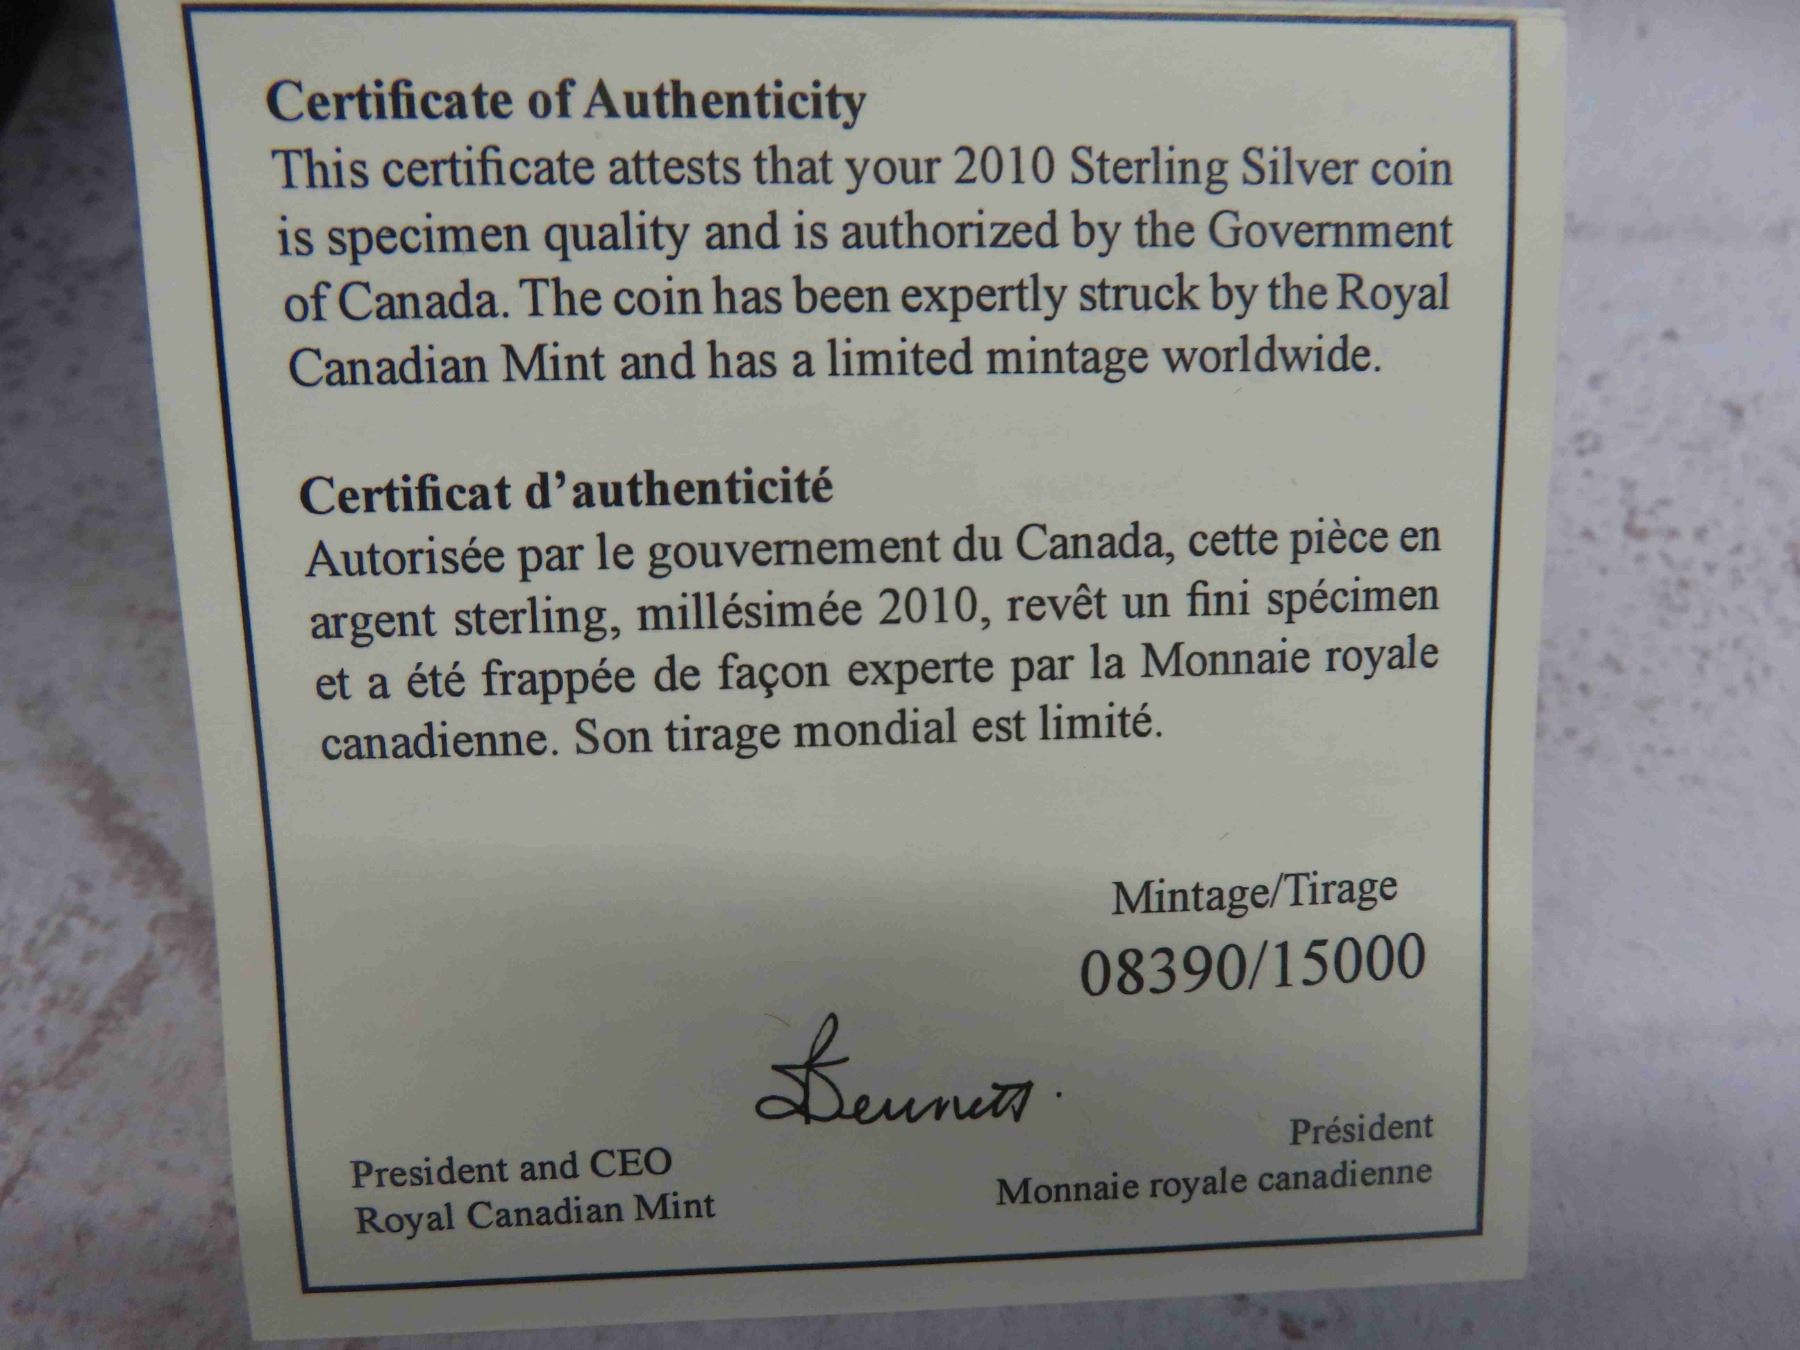 Certificate of Authenticity
This certificate attests that your 2010 Sterling Silver coin
is specimen quality and is authorized by the Government
of Canada. The coin has been expertly struck by the Royal
Canadian Mint and has a limited mintage worldwide.
Certificat d'authenticité
Autorisée par le gouvernement du Canada, cette pièce en
argent sterling, millésimée 2010, revêt un fini spécimen
et a été frappée de façon experte par la Monnaie royale
canadienne. Son tirage mondial est limité.
Mintage/Tirage
08390/15000
Bennett
President and CEO
Royal Canadian Mint
Président
Monnaie royale canadienne